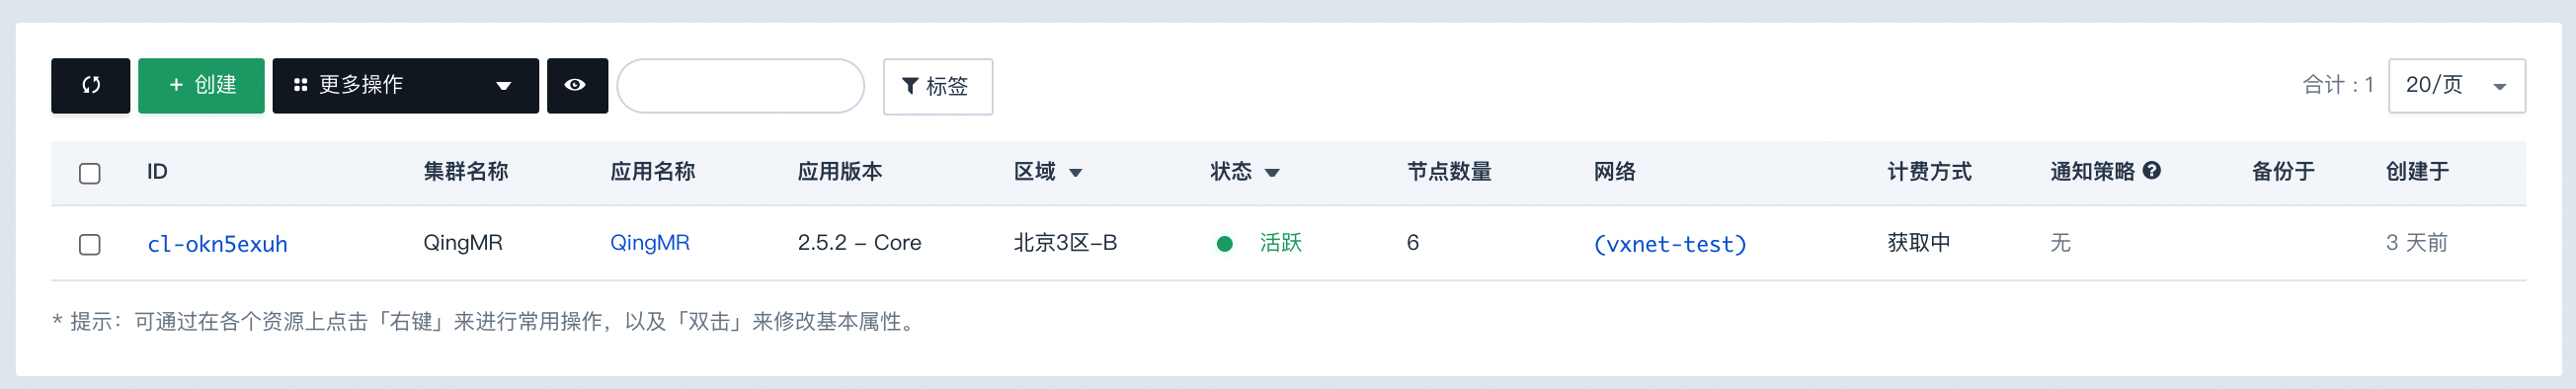 创建 更多操作 标签 合计 : 1 20/页
ID 集群名称 应用名称 应用版本 区域 状态 节点数量 网络 计费方式 通知策略 备份于 创建于
cl-okn5exuh QingMR QingMR 2.5.2 - Core 北京3区-B 活跃 6 (vxnet-test) 获取中 无 3 天前
* 提示：可通过在各个资源上点击「右键」来进行常用操作，以及「双击」来修改基本属性。